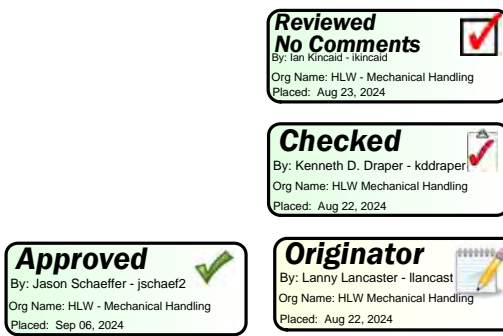 Reviewed
No Comments
By: Ian Kincaid - ikincaid
Org Name: HLW - Mechanical Handling
Placed: Aug 23, 2024
Checked
By: Kenneth D. Draper - kddraper
Org Name: HLW Mechanical Handling
Placed: Aug 22, 2024
Approved
By: Jason Schaeffer - jschaef2
Org Name: HLW - Mechanical Handling
Placed: Sep 06, 2024
Originator
By: Lanny Lancaster - llancast
Org Name: HLW Mechanical Handling
Placed: Aug 22, 2024